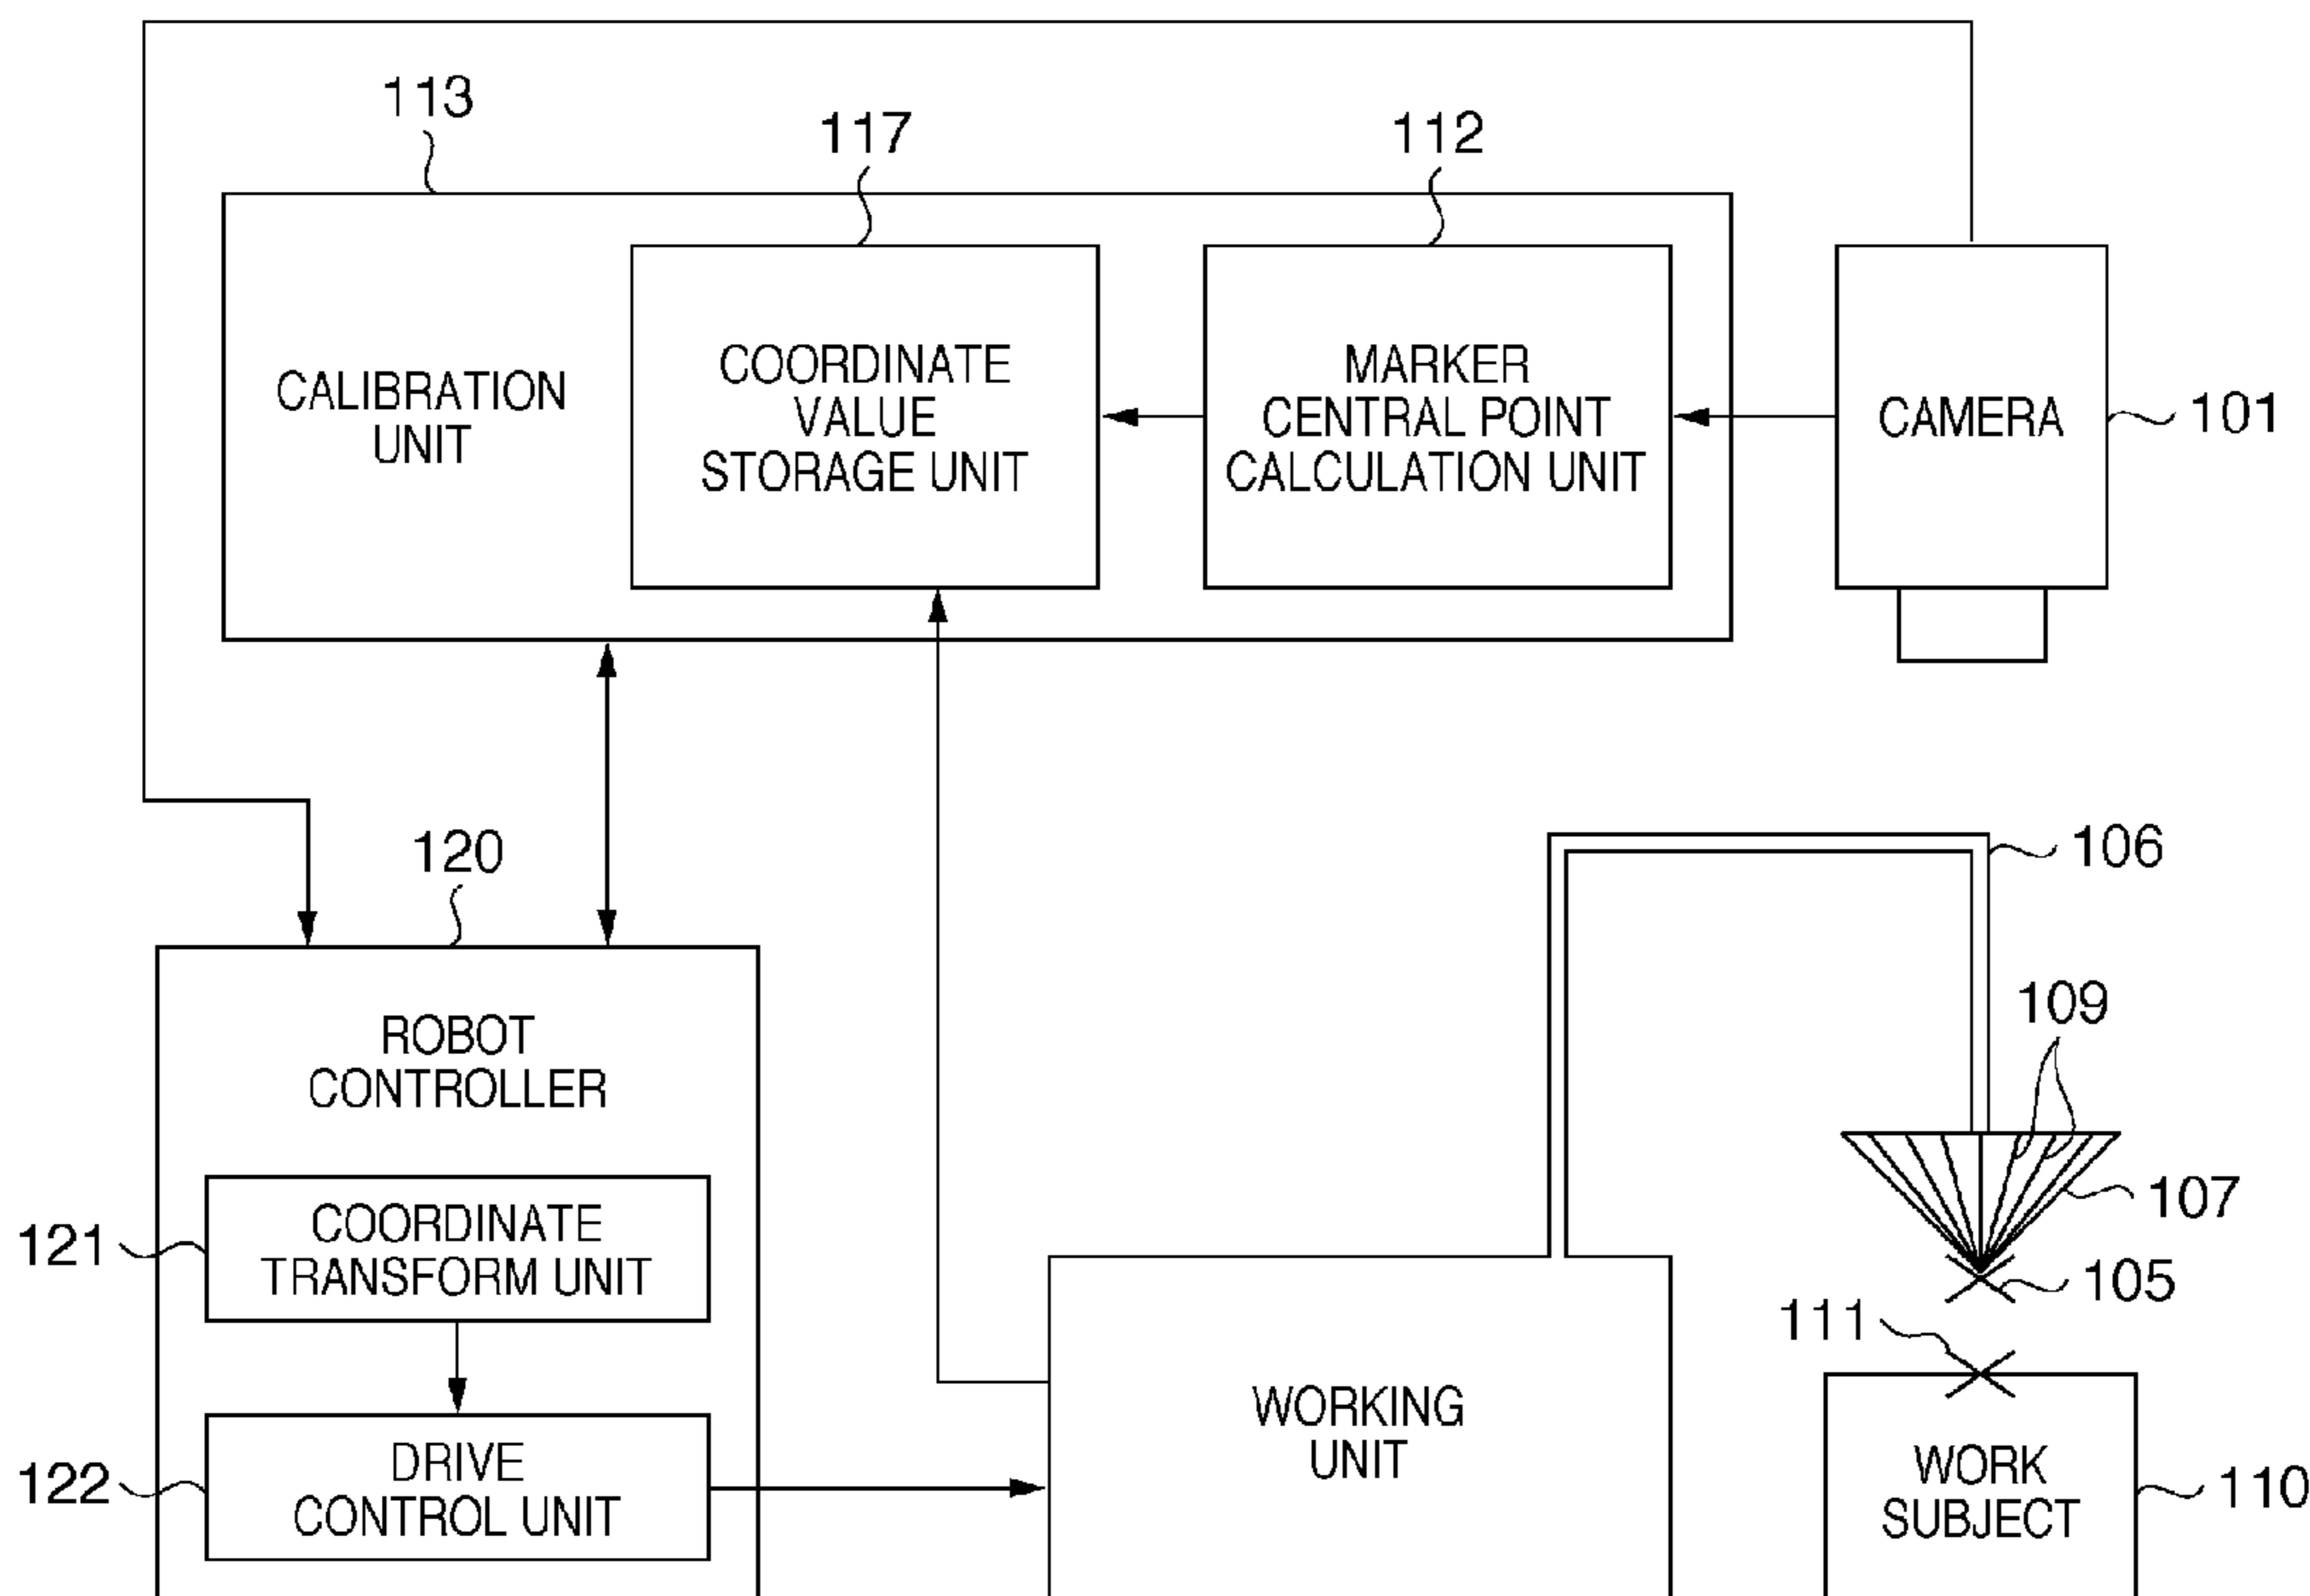 113
117
112
CALIBRATION
UNIT
COORDINATE
VALUE
STORAGE UNIT
MARKER
CENTRAL POINT
CALCULATION UNIT
CAMERA
101
120
106
ROBOT
CONTROLLER
109
107
121
COORDINATE
TRANSFORM UNIT
105
111
122
DRIVE
CONTROL UNIT
WORKING
UNIT
WORK
SUBJECT
110